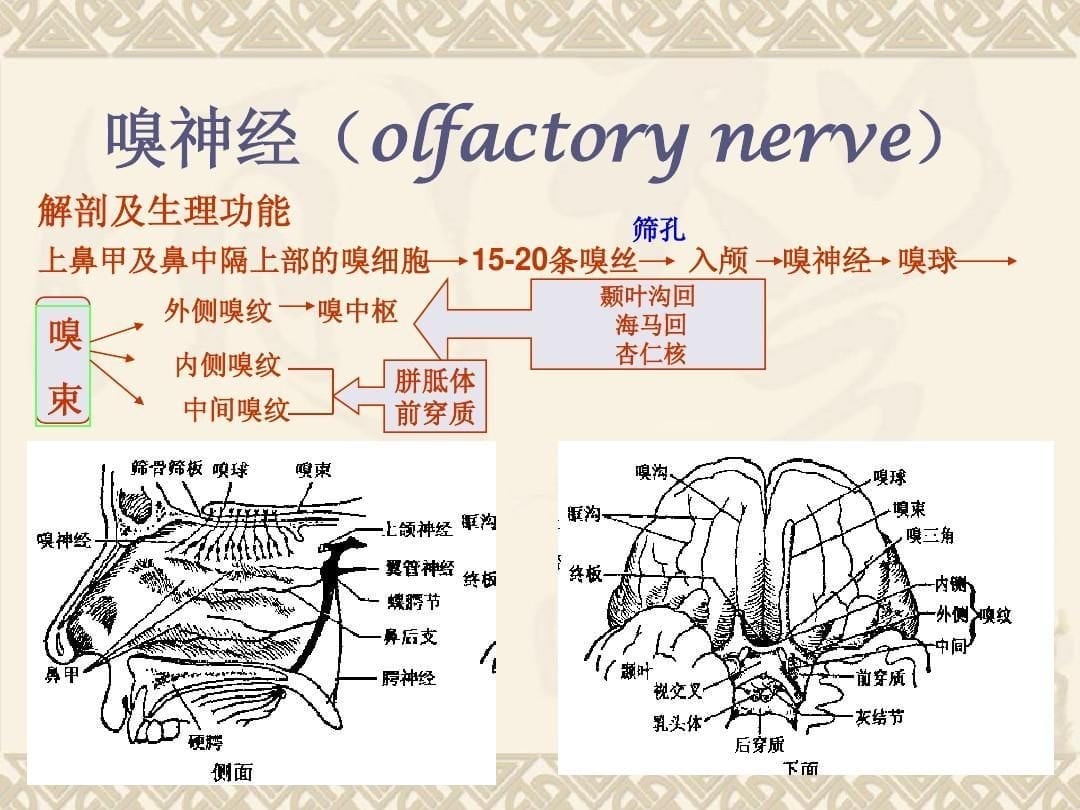 嗅神经（olfactory nerve）
解剖及生理功能
筛孔
上鼻甲及鼻中隔上部的嗅细胞 15-20条嗅丝 入颅 嗅神经 嗅球
嗅
束
外侧嗅纹 嗅中枢
内侧嗅纹
中间嗅纹
颞叶沟回
海马回
杏仁核
胼胝体
前穿质
筛骨筛板 嗅球 嗅束
嗅神经
上颌神经
翼管神经
蝶腭节
鼻后支
腭神经
鼻甲
硬腭
侧面
眶沟
终板
嗅沟
眶沟
终板
嗅球
嗅束
嗅三角
内侧
外侧
中间
嗅纹
颞叶
视交叉
乳头体
后穿质
前穿质
灰结节
下面